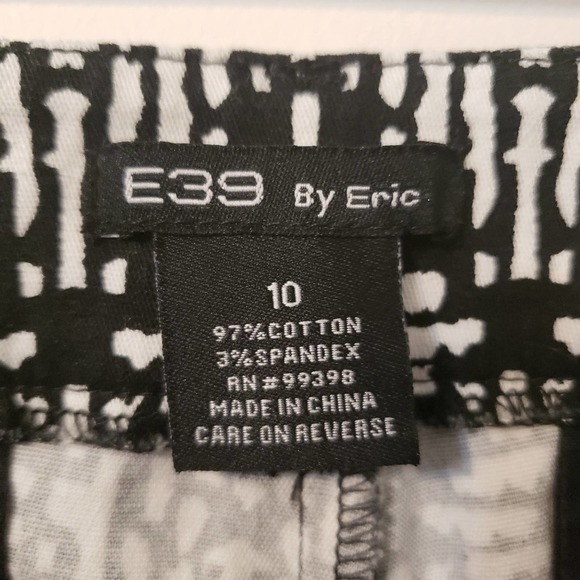 E39 By Eric
10
97%COTTON
3%SPANDEX
RN#99398
MADE IN CHINA
CARE ON REVERSE